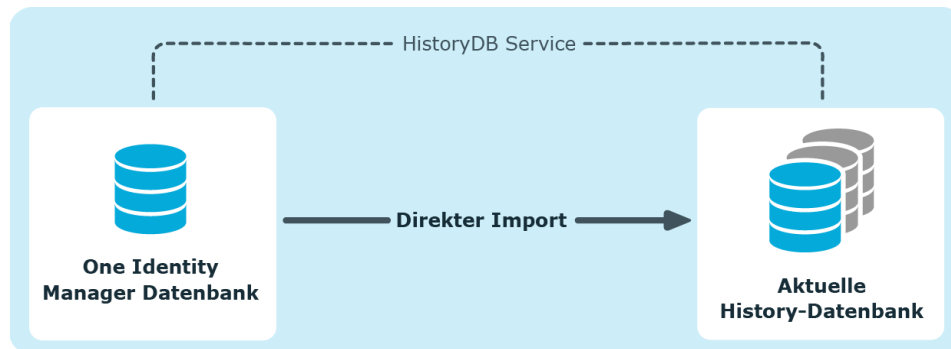 HistoryDB Service
Direkter Import
One Identity
Manager Datenbank
Aktuelle
History-Datenbank